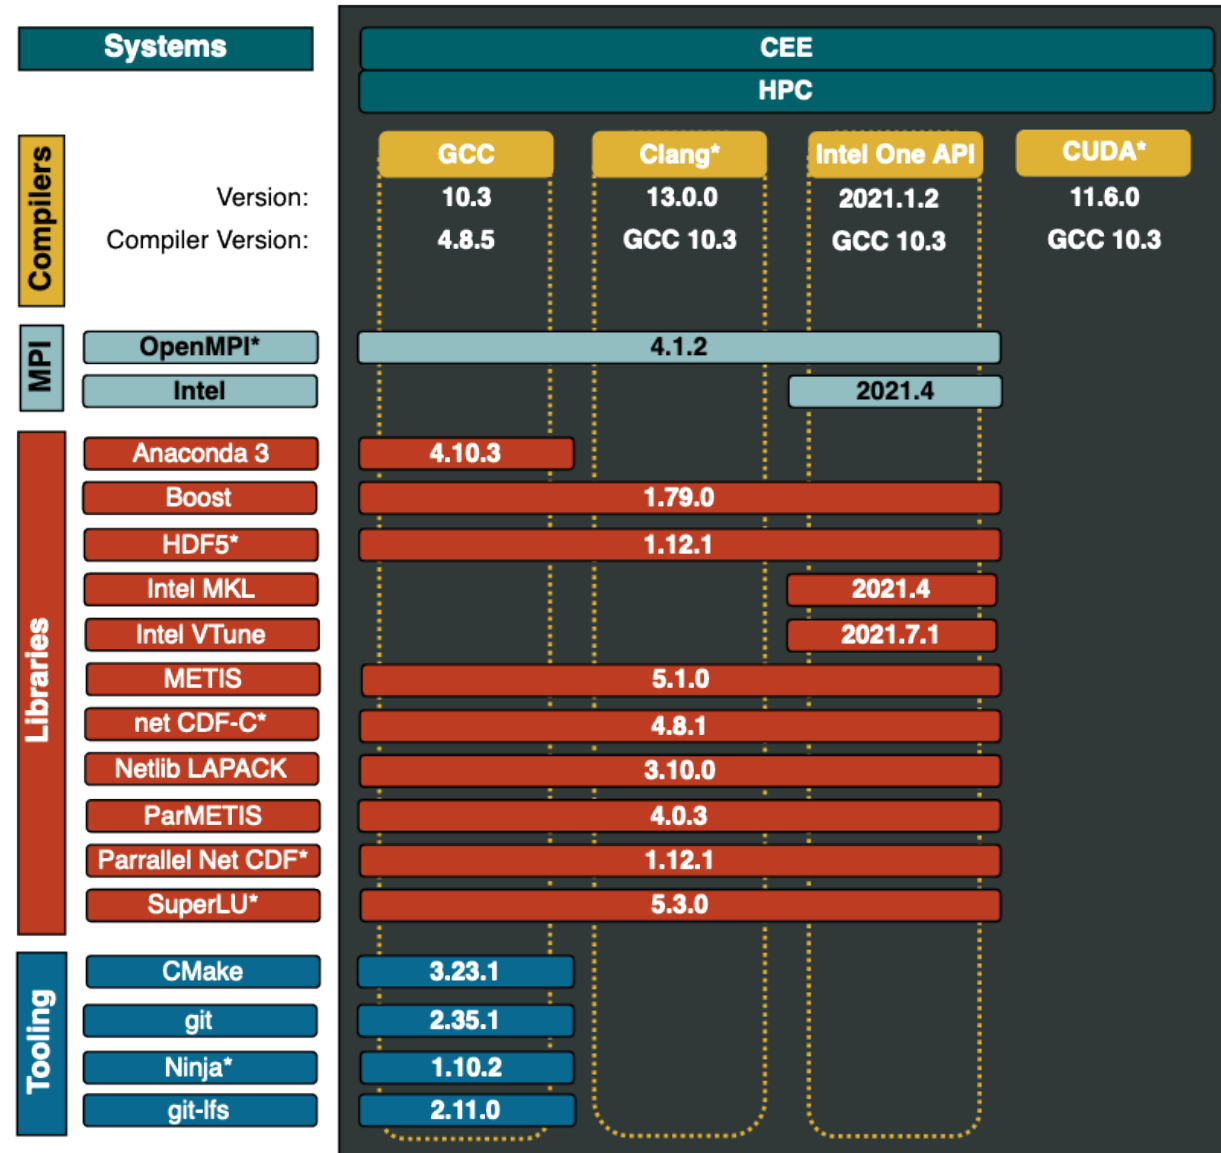 Systems CEE
HPC
Compilers
GCC Clang* Intel One API CUDA*
Version: 10.3 13.0.0 2021.1.2 11.6.0
Compiler Version: 4.8.5 GCC 10.3 GCC 10.3 GCC 10.3
MPI
OpenMPI* 4.1.2
Intel 2021.4
Libraries
Anaconda 3 4.10.3
Boost 1.79.0
HDF5* 1.12.1
Intel MKL 2021.4
Intel VTune 2021.7.1
METIS 5.1.0
net CDF-C* 4.8.1
Netlib LAPACK 3.10.0
ParMETIS 4.0.3
Parrallel Net CDF* 1.12.1
SuperLU* 5.3.0
Tooling
CMake 3.23.1
git 2.35.1
Ninja* 1.10.2
git-lfs 2.11.0